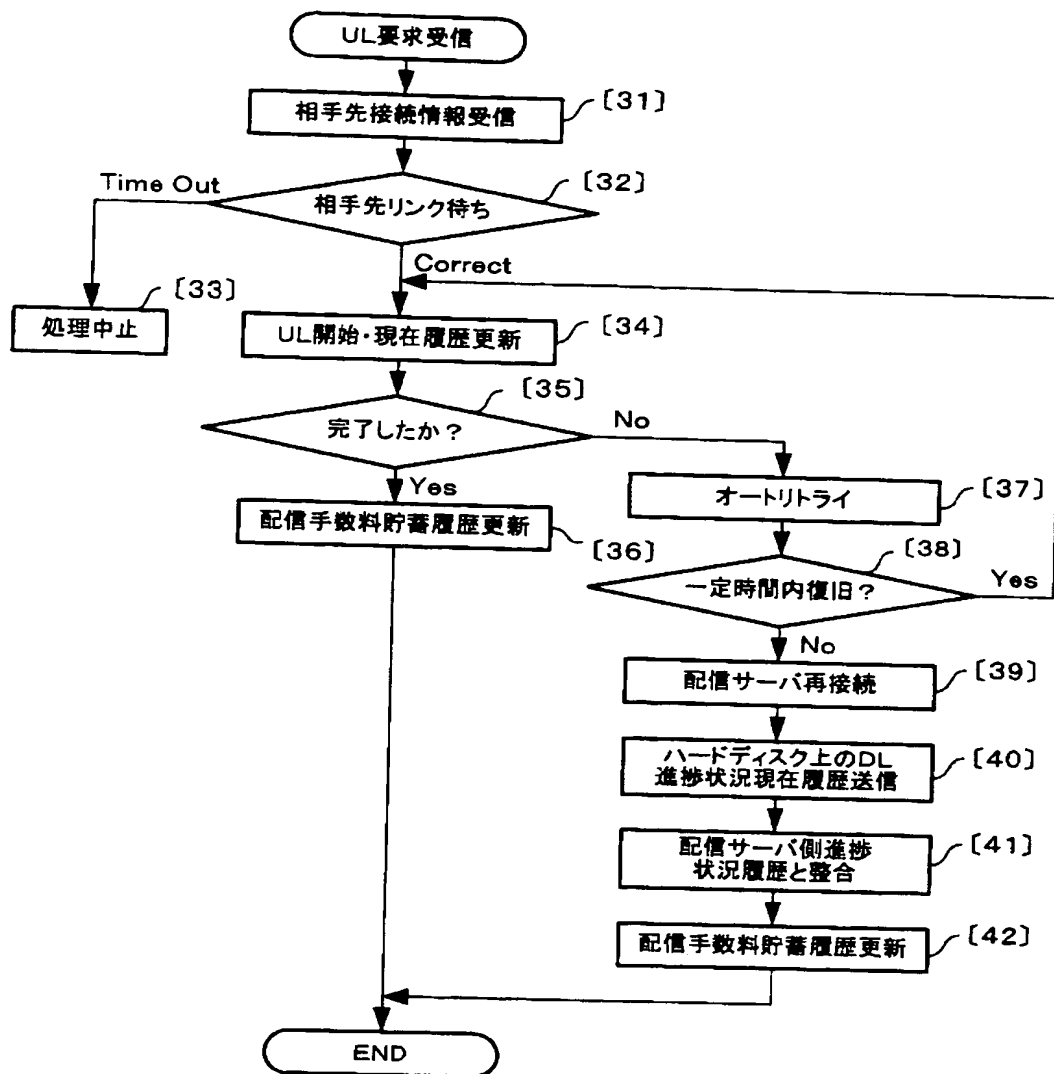 UL要求受信
相手先接続情報受信
〔31〕
相手先リンク待ち
〔32〕
Time Out
Correct
処理中止
〔33〕
UL開始・現在履歴更新
〔34〕
完了したか？
〔35〕
No
Yes
配信手数料貯蓄履歴更新
〔36〕
オートリトライ
〔37〕
一定時間内復旧？
〔38〕
Yes
No
配信サーバ再接続
〔39〕
ハードディスク上のDL
進捗状況現在履歴送信
〔40〕
配信サーバ側進捗
状況履歴と整合
〔41〕
配信手数料貯蓄履歴更新
〔42〕
END